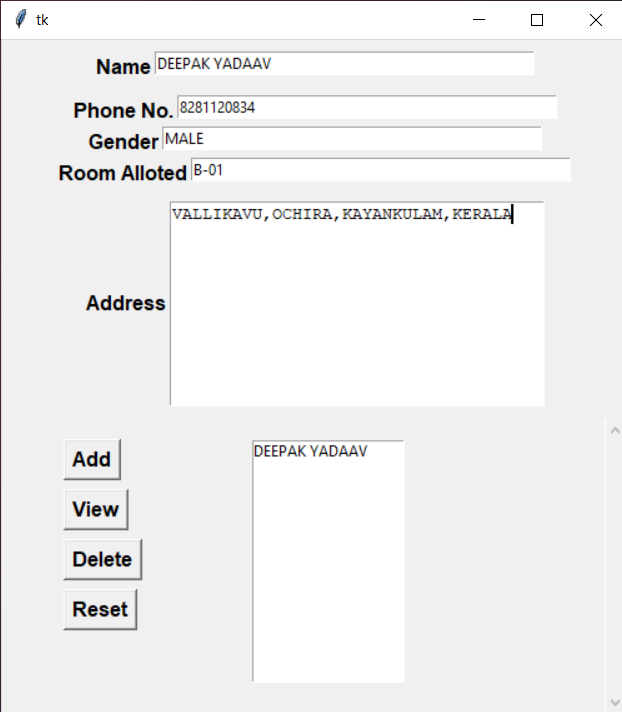 tk
Name DEEPAK YADAAV
Phone No. 8281120834
Gender MALE
Room Alloted B-01
VALLIKAVU,OCHIRA,KAYANKULAM,KERALA
Address
Add
DEEPAK YADAAV
View
Delete
Reset